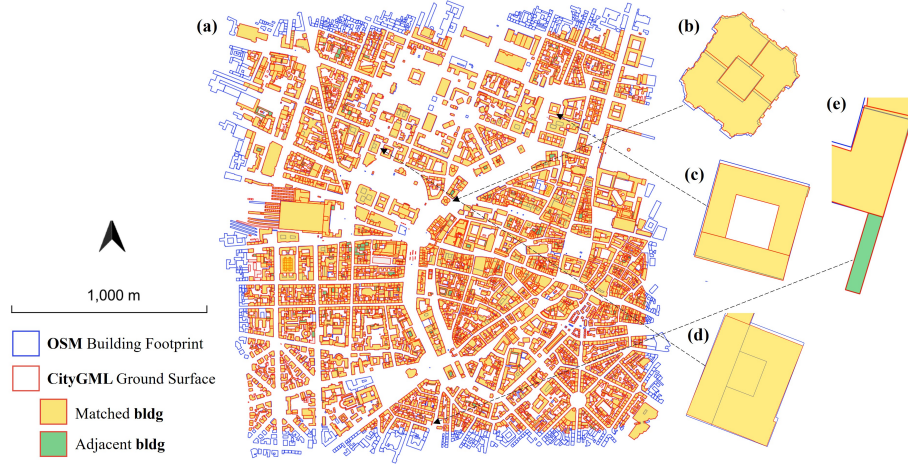 (a)
(b)
(e)
(c)
(d)
1,000 m
OSM Building Footprint
CityGML Ground Surface
Matched bldg
Adjacent bldg